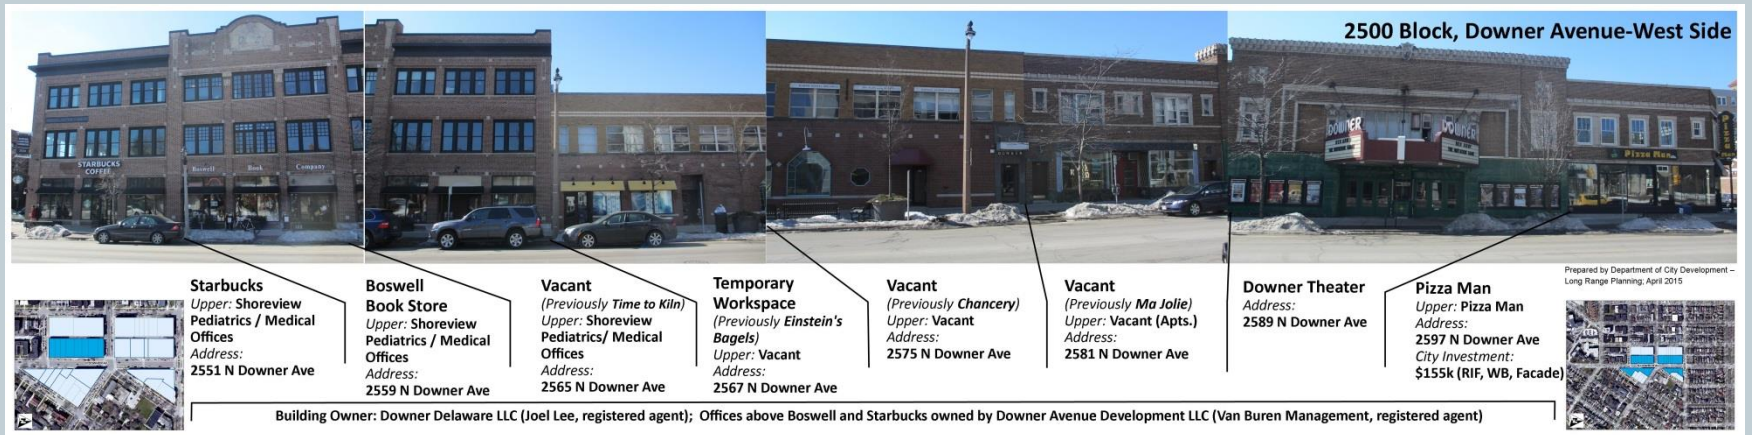 2500 Block, Downer Avenue-West Side
STARBUCKS
COFFEE
Boswell Book Company
DOWNER
DOWNER
Pizza Man
Pizza
Prepared by Department of City Development –
Long Range Planning; April 2015
Starbucks
Upper: Shoreview
Pediatrics / Medical
Offices
Address:
2551 N Downer Ave
Boswell
Book Store
Upper: Shoreview
Pediatrics / Medical
Offices
Address:
2559 N Downer Ave
Vacant
(Previously Time to Kiln)
Upper: Shoreview
Pediatrics/ Medical
Offices
Address:
2565 N Downer Ave
Temporary
Workspace
(Previously Einstein's
Bagels)
Upper: Vacant
Address:
2567 N Downer Ave
Vacant
(Previously Chancery)
Upper: Vacant
Address:
2575 N Downer Ave
Vacant
(Previously Ma Jolie)
Upper: Vacant (Apts.)
Address:
2581 N Downer Ave
Downer Theater
Address:
2589 N Downer Ave
Pizza Man
Upper: Pizza Man
Address:
2597 N Downer Ave
City Investment:
$155k (RIF, WB, Facade)
Building Owner: Downer Delaware LLC (Joel Lee, registered agent); Offices above Boswell and Starbucks owned by Downer Avenue Development LLC (Van Buren Management, registered agent)